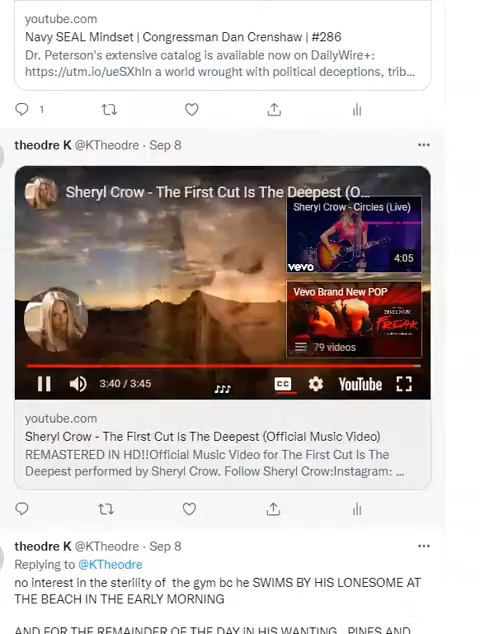 youtube.com
Navy SEAL Mindset | Congressman Dan Crenshaw | #286
Dr. Peterson's extensive catalog is available now on DailyWire+:
https://utm.io/ueSXhIn a world wrought with political deceptions, trib...
1
theodre K @KTheodre · Sep 8
Sheryl Crow - The First Cut Is The Deepest (O...
Sheryl Crow - Circles (Live)
vevo
4:05
Vevo Brand New POP
FREAK
79 videos
3:40 / 3:45
CC
YouTube
youtube.com
Sheryl Crow - The First Cut Is The Deepest (Official Music Video)
REMASTERED IN HD!!Official Music Video for The First Cut Is The
Deepest performed by Sheryl Crow. Follow Sheryl Crow:Instagram: ...
theodre K @KTheodre · Sep 8
Replying to @KTheodre
no interest in the sterility of the gym bc he SWIMS BY HIS LONESOME AT
THE BEACH IN THE EARLY MORNING
AND FOR THE REMAINDER OF THE DAY iN HIS WANTING PINES AND